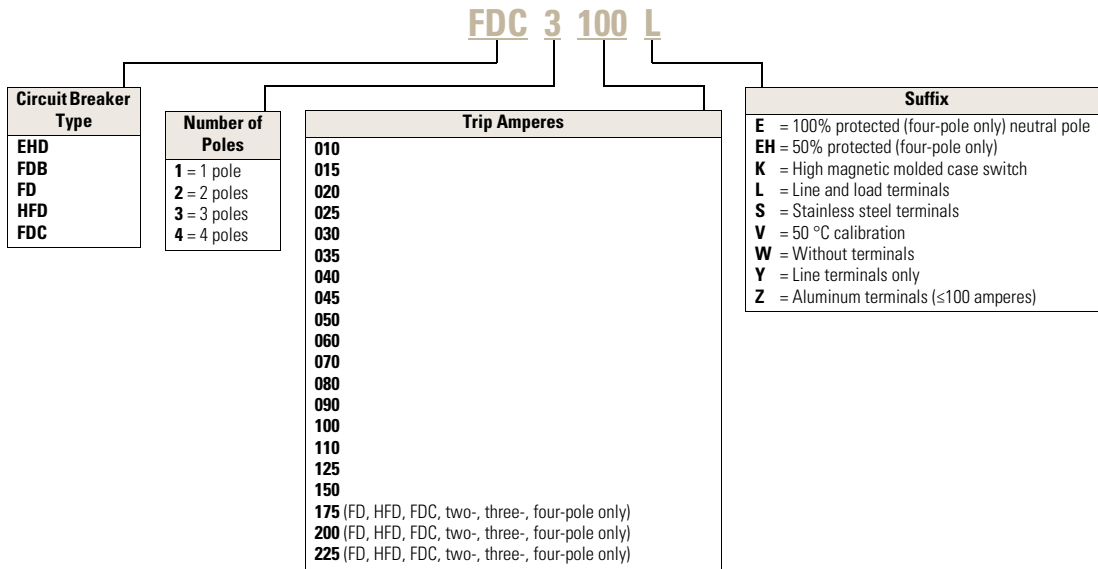 FDC 3 100 L
Circuit Breaker
Type
EHD
FDB
FD
HFD
FDC
Number of
Poles
1 = 1 pole
2 = 2 poles
3 = 3 poles
4 = 4 poles
Trip Amperes
010
015
020
025
030
035
040
045
050
060
070
080
090
100
110
125
150
175 (FD, HFD, FDC, two-, three-, four-pole only)
200 (FD, HFD, FDC, two-, three-, four-pole only)
225 (FD, HFD, FDC, two-, three-, four-pole only)
Suffix
E = 100% protected (four-pole only) neutral pole
EH = 50% protected (four-pole only)
K = High magnetic molded case switch
L = Line and load terminals
S = Stainless steel terminals
V = 50 °C calibration
W = Without terminals
Y = Line terminals only
Z = Aluminum terminals (≤100 amperes)